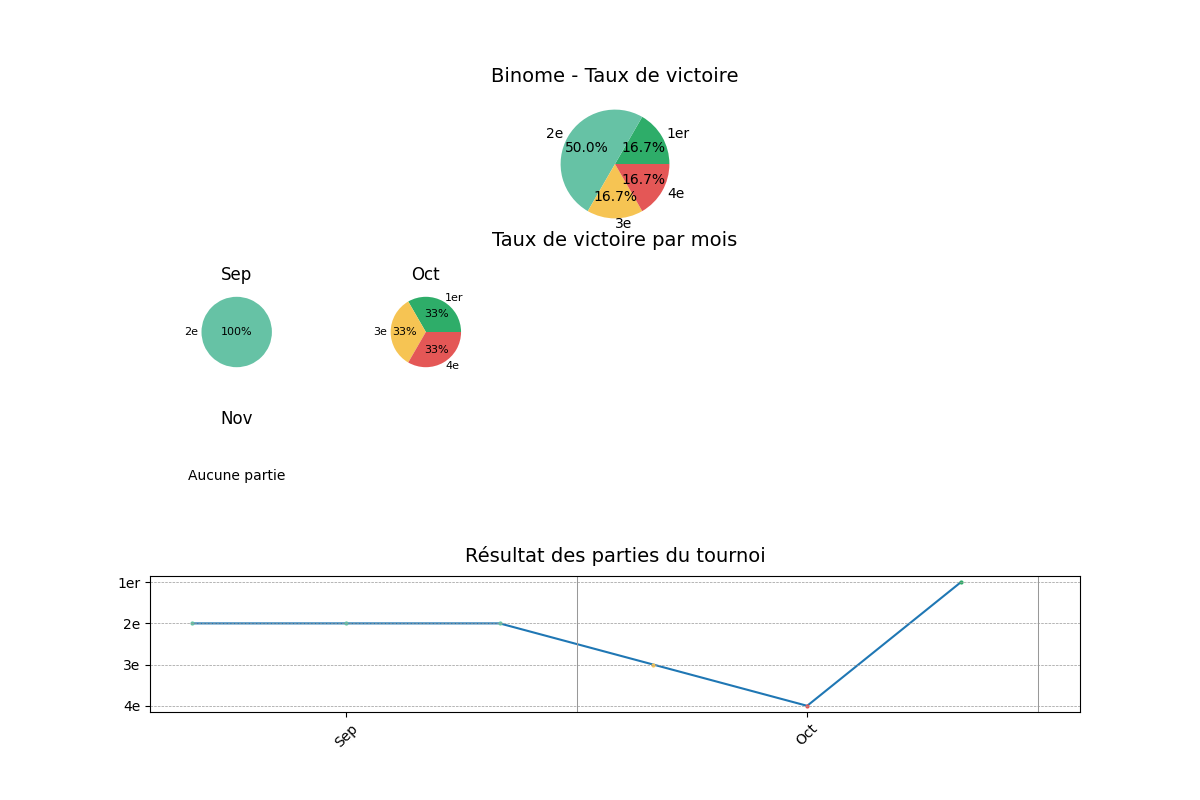 Binome - Taux de victoire
2e
1er
50.0%
16.7%
16.7%
16.7%
4e
3e
Taux de victoire par mois
Sep
Oct
2e
100%
1er
33%
3e
33%
33%
4e
Nov
Aucune partie
Résultat des parties du tournoi
1er
2e
3e
4e
Sep
Oct